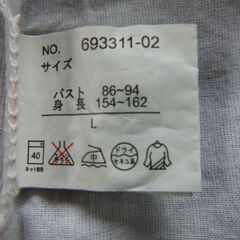 NO. 693311-02
サイズ
バスト 86~94
身長 154~162
L
40 中 ドライ セキユ系
ネット使用